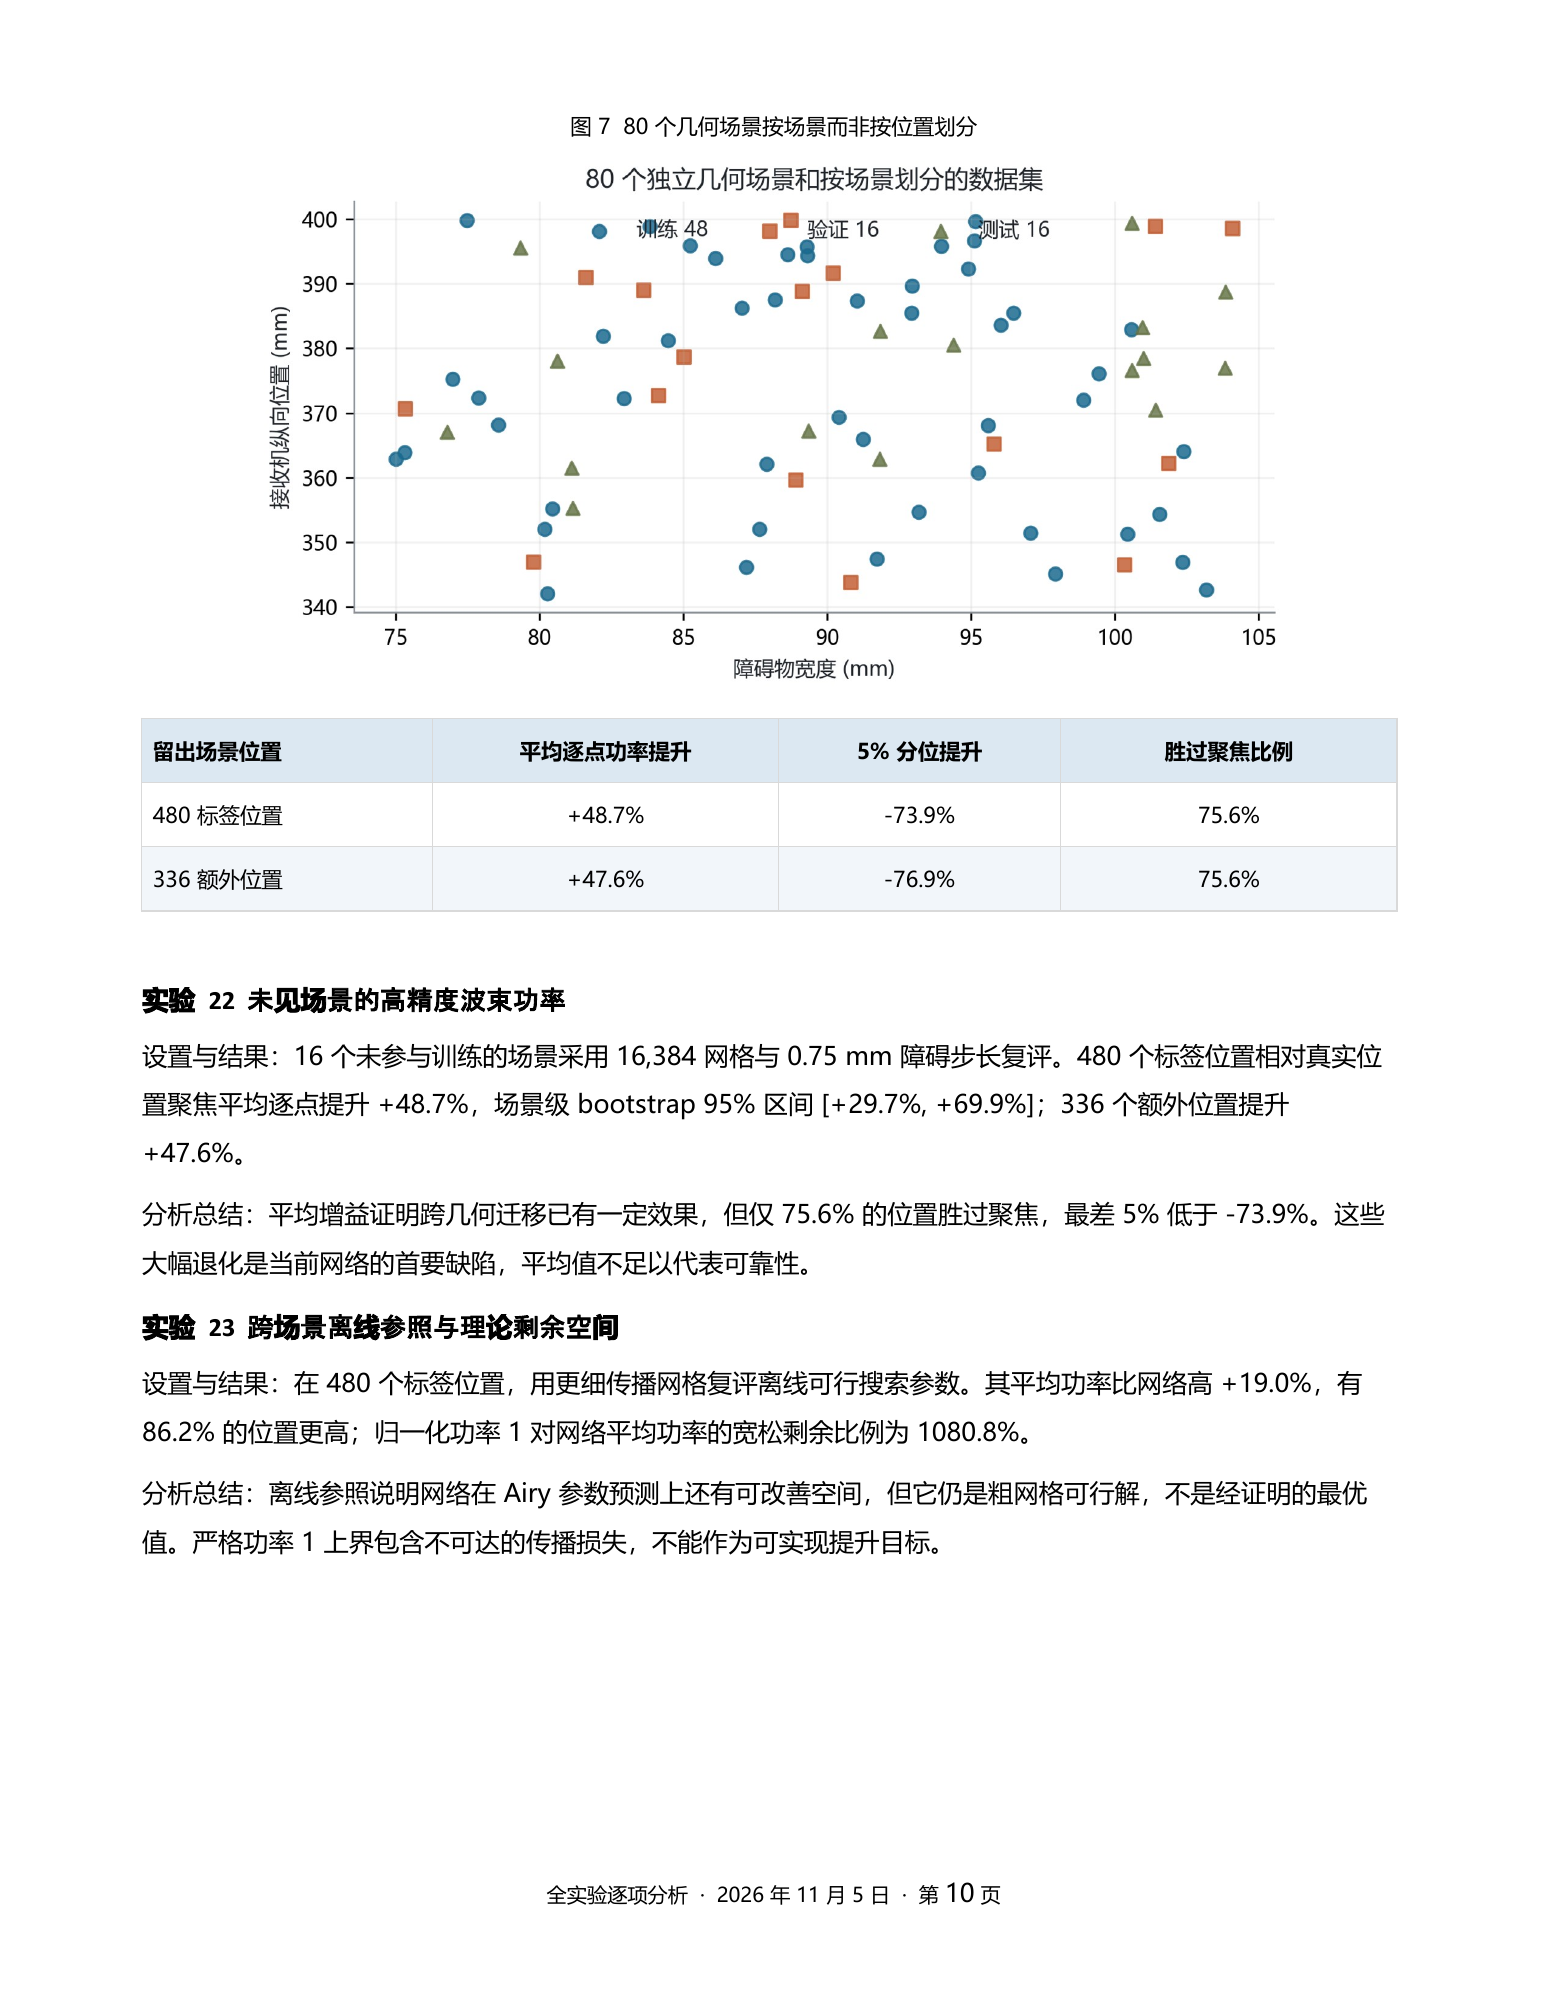 图 7 80 个几何场景按场景而非按位置划分
80 个独立几何场景和按场景划分的数据集
训练 48 验证 16 测试 16
接收机纵向位置 (mm)
400
390
380
370
360
350
340
75 80 85 90 95 100 105
障碍物宽度 (mm)
留出场景位置 平均逐点功率提升 5% 分位提升 胜过聚焦比例
480 标签位置 +48.7% -73.9% 75.6%
336 额外位置 +47.6% -76.9% 75.6%
实验 22 未见场景的高精度波束功率
设置与结果：16 个未参与训练的场景采用 16,384 网格与 0.75 mm 障碍步长复评。480 个标签位置相对真实位
置聚焦平均逐点提升 +48.7%，场景级 bootstrap 95% 区间 [+29.7%, +69.9%]；336 个额外位置提升
+47.6%。
分析总结：平均增益证明跨几何迁移已有一定效果，但仅 75.6% 的位置胜过聚焦，最差 5% 低于 -73.9%。这些
大幅退化是当前网络的首要缺陷，平均值不足以代表可靠性。
实验 23 跨场景离线参照与理论剩余空间
设置与结果：在 480 个标签位置，用更细传播网格复评离线可行搜索参数。其平均功率比网络高 +19.0%，有
86.2% 的位置更高；归一化功率 1 对网络平均功率的宽松剩余比例为 1080.8%。
分析总结：离线参照说明网络在 Airy 参数预测上还有可改善空间，但它仍是粗网格可行解，不是经证明的最优
值。严格功率 1 上界包含不可达的传播损失，不能作为可实现提升目标。
全实验逐项分析 · 2026 年 11 月 5 日 · 第 10 页